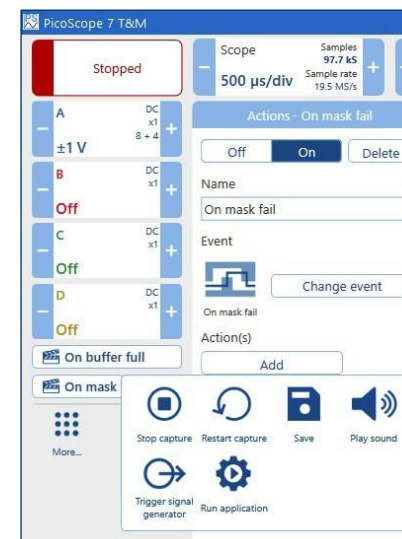 PicoScope 7 T&M
Stopped
Scope
500 µs/div
Samples
97.7 kS
Sample rate
19.5 MS/s
A
DC
x1
8 + 4
±1 V
B
DC
x1
Off
C
DC
x1
Off
D
DC
x1
Off
On buffer full
On mask
More...
Actions - On mask fail
Off
On
Delete
Name
On mask fail
Event
Change event
On mask fail
Action(s)
Add
Stop capture
Restart capture
Save
Play sound
Trigger signal
generator
Run application